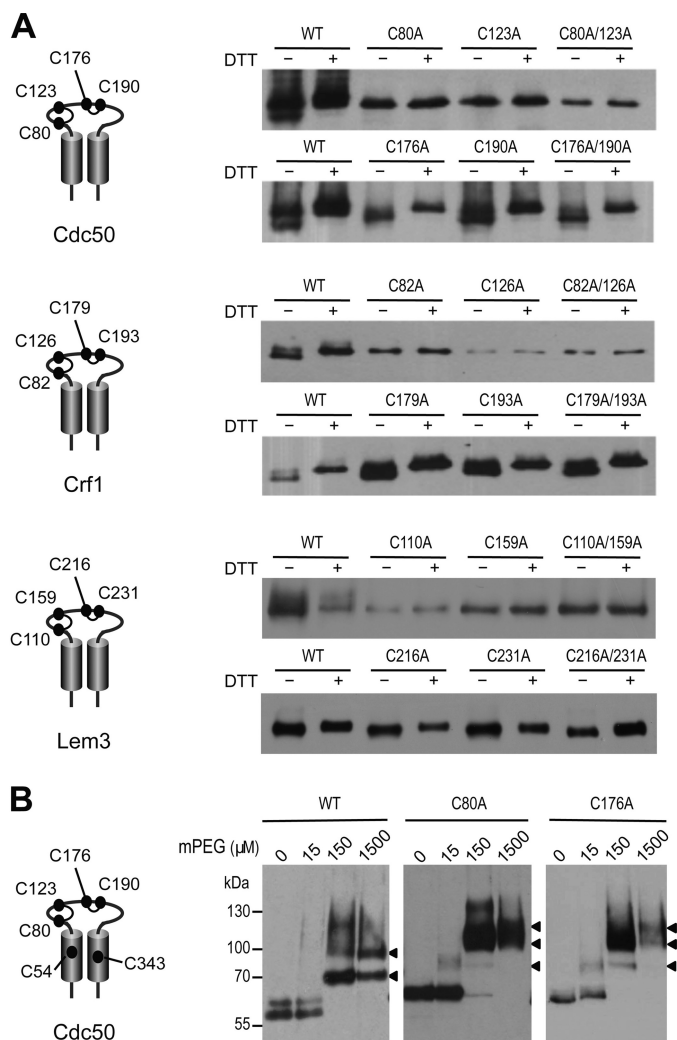 A
C176
C123
C190
C80
Cdc50
WT C80A C123A C80A/123A
DTT – + – + – + – +
WT C176A C190A C176A/190A
DTT – + – + – + – +
C179
C126
C193
C82
Crf1
WT C82A C126A C82A/126A
DTT – + – + – + – +
WT C179A C193A C179A/193A
DTT – + – + – + – +
C216
C159
C231
C110
Lem3
WT C110A C159A C110A/159A
DTT – + – + – + – +
WT C216A C231A C216A/231A
DTT – + – + – + – +
B
C176
C123
C190
C80
C54
C343
Cdc50
WT C80A C176A
mPEG (µM) 0 15 150 1500 0 15 150 1500 0 15 150 1500
kDa
130
100
70
55